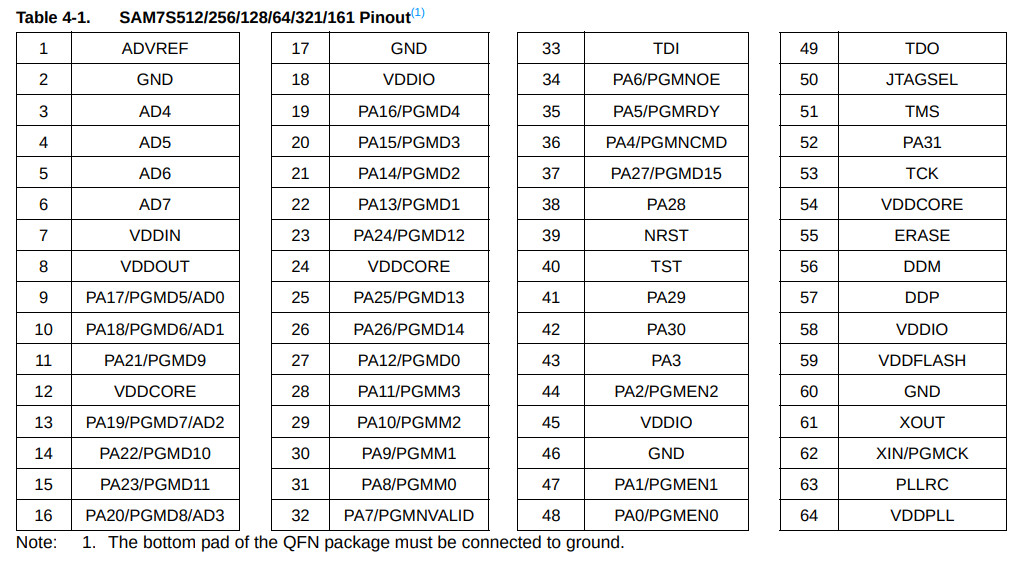 Table 4-1. SAM7S512/256/128/64/321/161 Pinout(1)
1 ADVREF 17 GND 33 TDI 49 TDO
2 GND 18 VDDIO 34 PA6/PGMNOE 50 JTAGSEL
3 AD4 19 PA16/PGMD4 35 PA5/PGMRDY 51 TMS
4 AD5 20 PA15/PGMD3 36 PA4/PGMNCMD 52 PA31
5 AD6 21 PA14/PGMD2 37 PA27/PGMD15 53 TCK
6 AD7 22 PA13/PGMD1 38 PA28 54 VDDCORE
7 VDDIN 23 PA24/PGMD12 39 NRST 55 ERASE
8 VDDOUT 24 VDDCORE 40 TST 56 DDM
9 PA17/PGMD5/AD0 25 PA25/PGMD13 41 PA29 57 DDP
10 PA18/PGMD6/AD1 26 PA26/PGMD14 42 PA30 58 VDDIO
11 PA21/PGMD9 27 PA12/PGMD0 43 PA3 59 VDDFLASH
12 VDDCORE 28 PA11/PGMM3 44 PA2/PGMEN2 60 GND
13 PA19/PGMD7/AD2 29 PA10/PGMM2 45 VDDIO 61 XOUT
14 PA22/PGMD10 30 PA9/PGMM1 46 GND 62 XIN/PGMCK
15 PA23/PGMD11 31 PA8/PGMM0 47 PA1/PGMEN1 63 PLLRC
16 PA20/PGMD8/AD3 32 PA7/PGMNVALID 48 PA0/PGMEN0 64 VDDPLL
Note: 1. The bottom pad of the QFN package must be connected to ground.